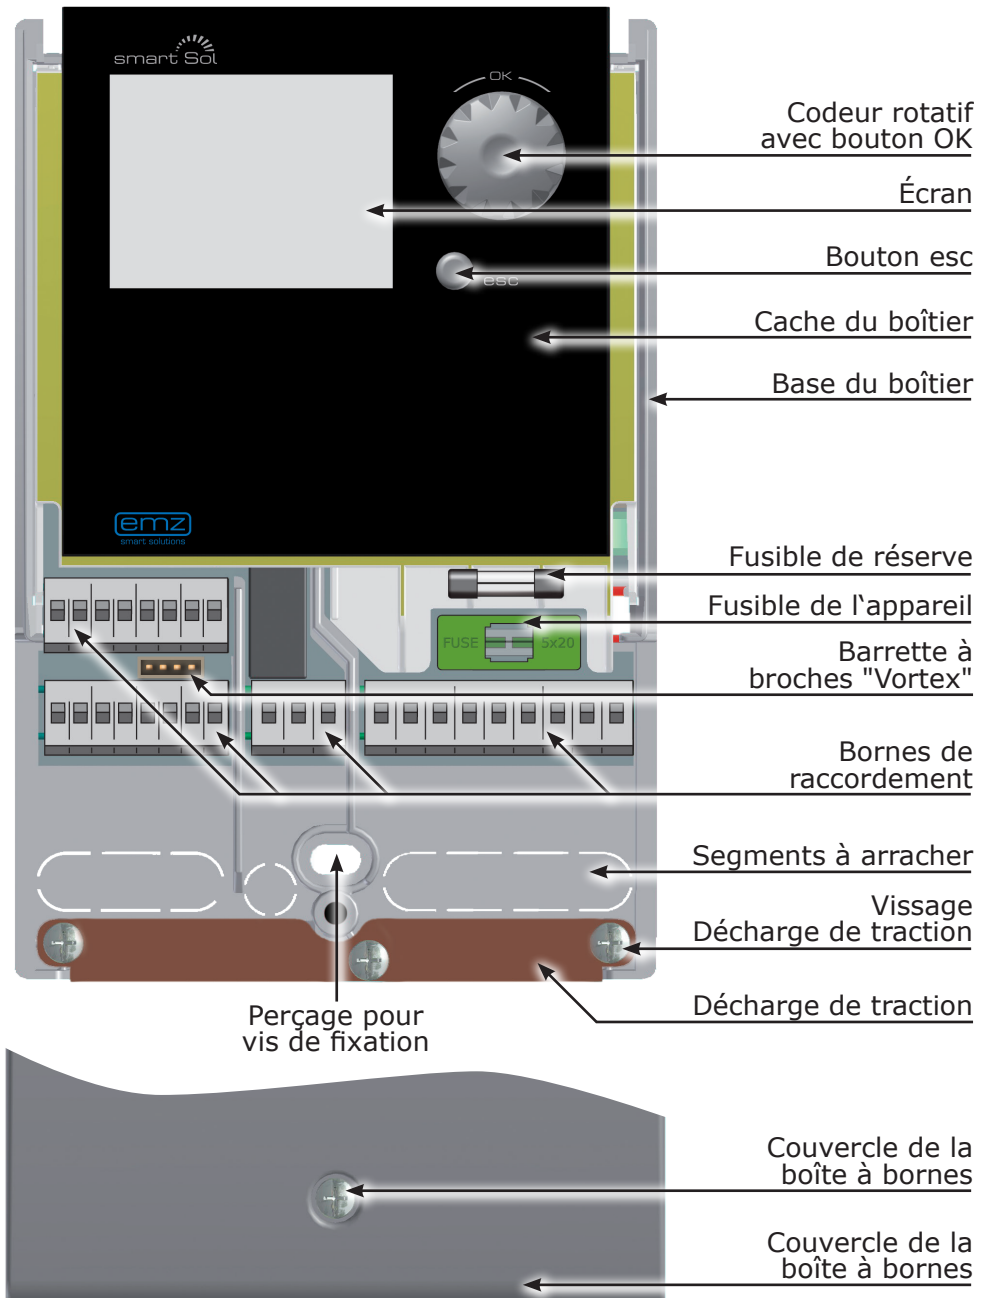 smart Sol
OK
esc
emz
smart solutions
Codeur rotatif
avec bouton OK
Écran
Bouton esc
Cache du boîtier
Base du boîtier
Fusible de réserve
Fusible de l‘appareil
FUSE 5x20
Barrette à
broches "Vortex"
Bornes de
raccordement
Segments à arracher
Vissage
Décharge de traction
Décharge de traction
Perçage pour
vis de fixation
Couvercle de la
boîte à bornes
Couvercle de la
boîte à bornes